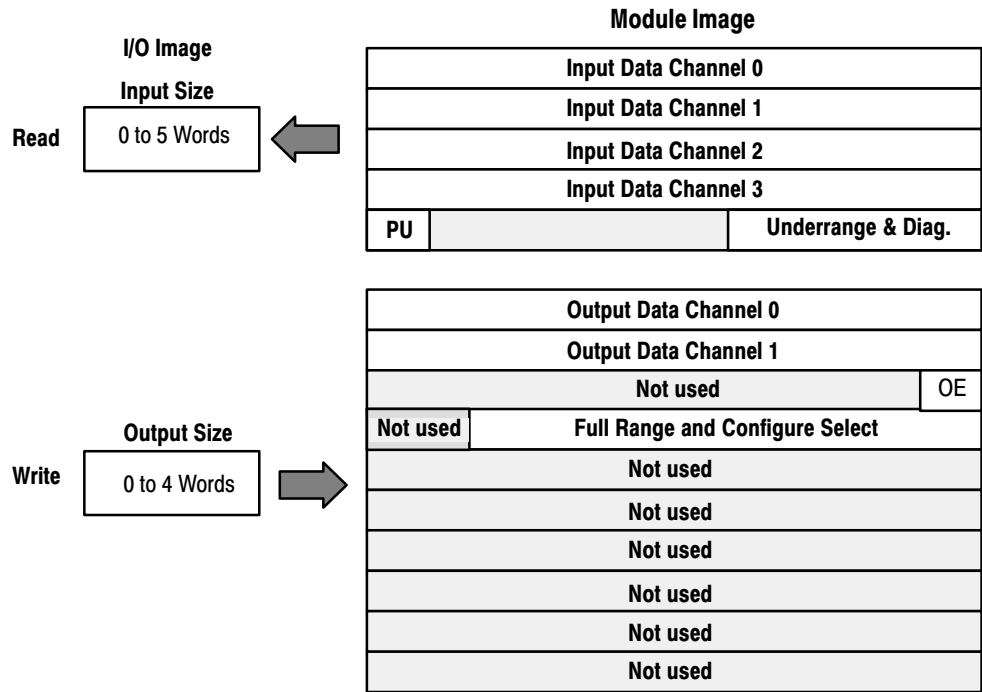 Module Image
I/O Image
Input Size
Read
0 to 5 Words
Input Data Channel 0
Input Data Channel 1
Input Data Channel 2
Input Data Channel 3
PU
Underrange & Diag.
Output Data Channel 0
Output Data Channel 1
Not used
OE
Not used
Full Range and Configure Select
Output Size
Write
0 to 4 Words
Not used
Not used
Not used
Not used
Not used
Not used